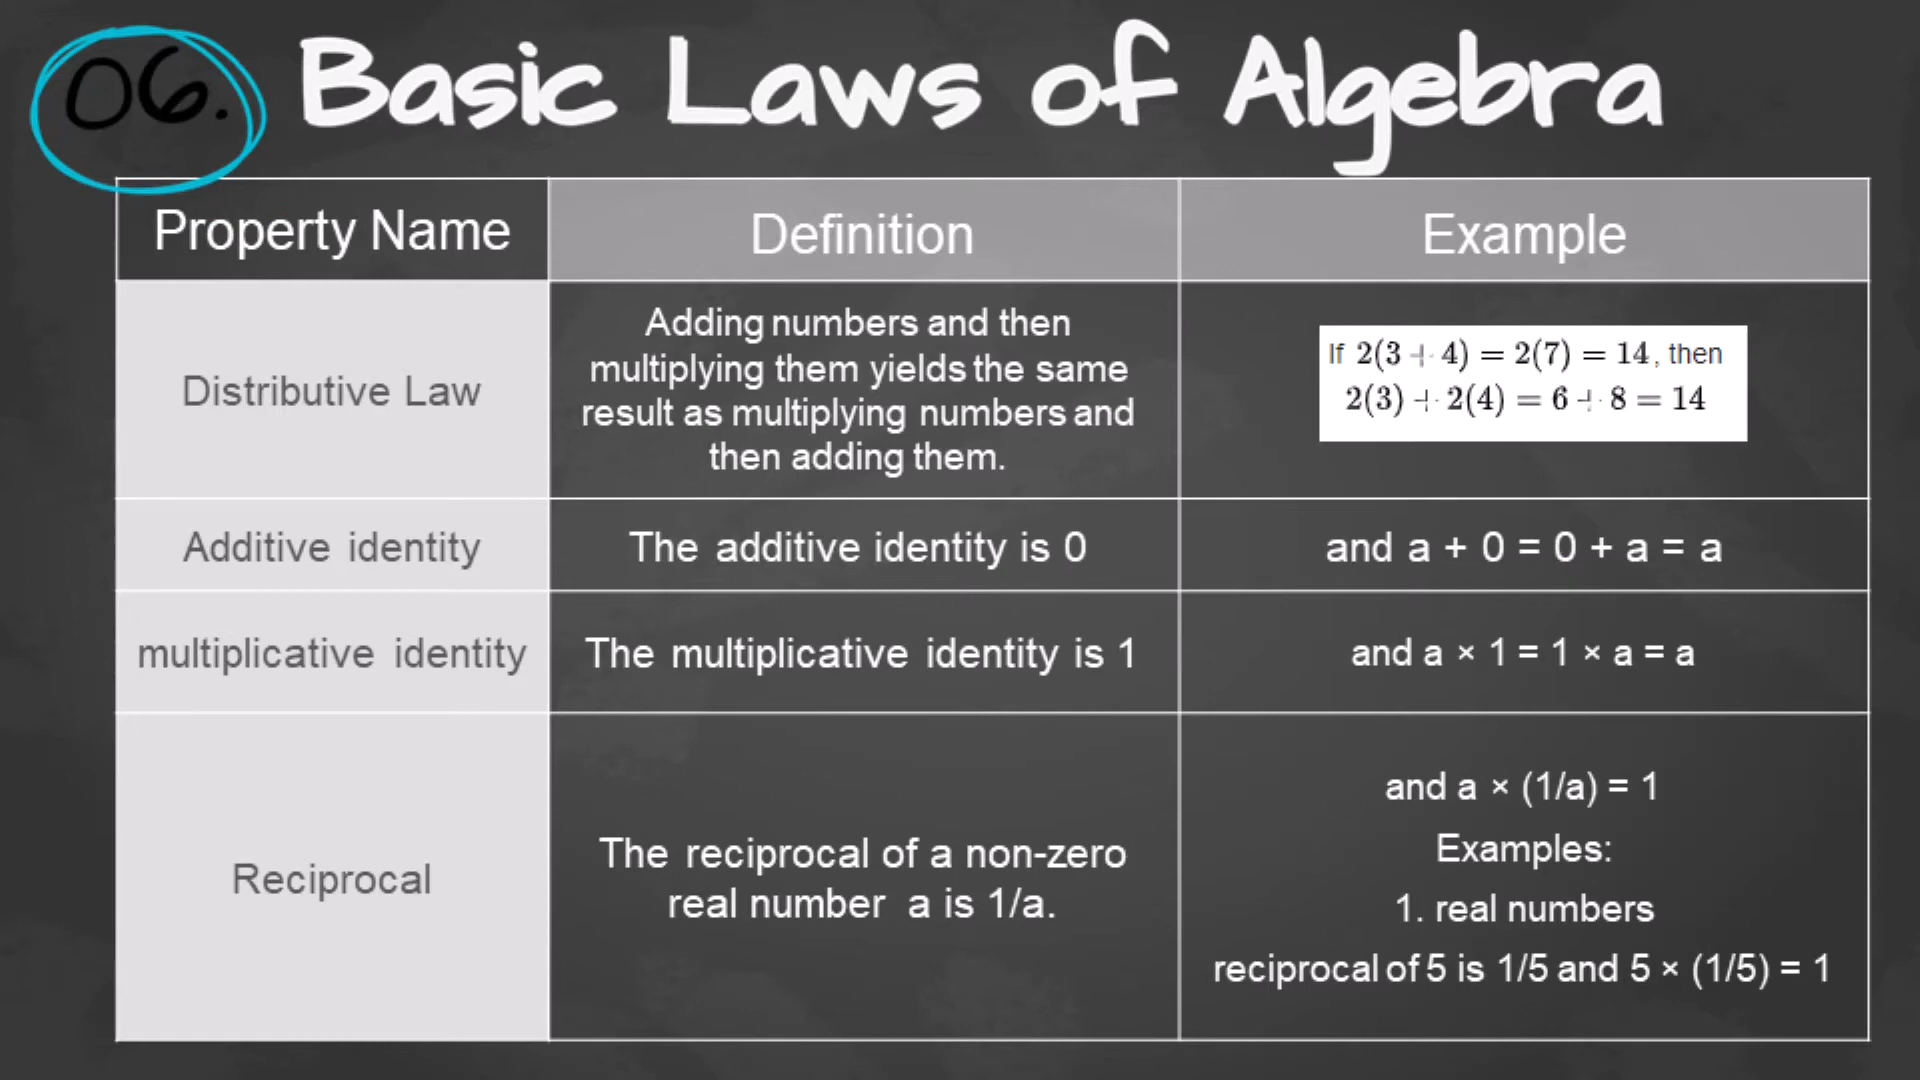 06. Basic Laws of Algebra
Property Name
Definition
Example
Distributive Law
Adding numbers and then
multiplying them yields the same
result as multiplying numbers and
then adding them.
If 2(3 + 4) = 2(7) = 14, then
2(3) + 2(4) = 6 + 8 = 14
Additive identity
The additive identity is 0
and a + 0 = 0 + a = a
multiplicative identity
The multiplicative identity is 1
and a × 1 = 1 × a = a
Reciprocal
The reciprocal of a non-zero
real number a is 1/a.
and a × (1/a) = 1
Examples:
1. real numbers
reciprocal of 5 is 1/5 and 5 × (1/5) = 1